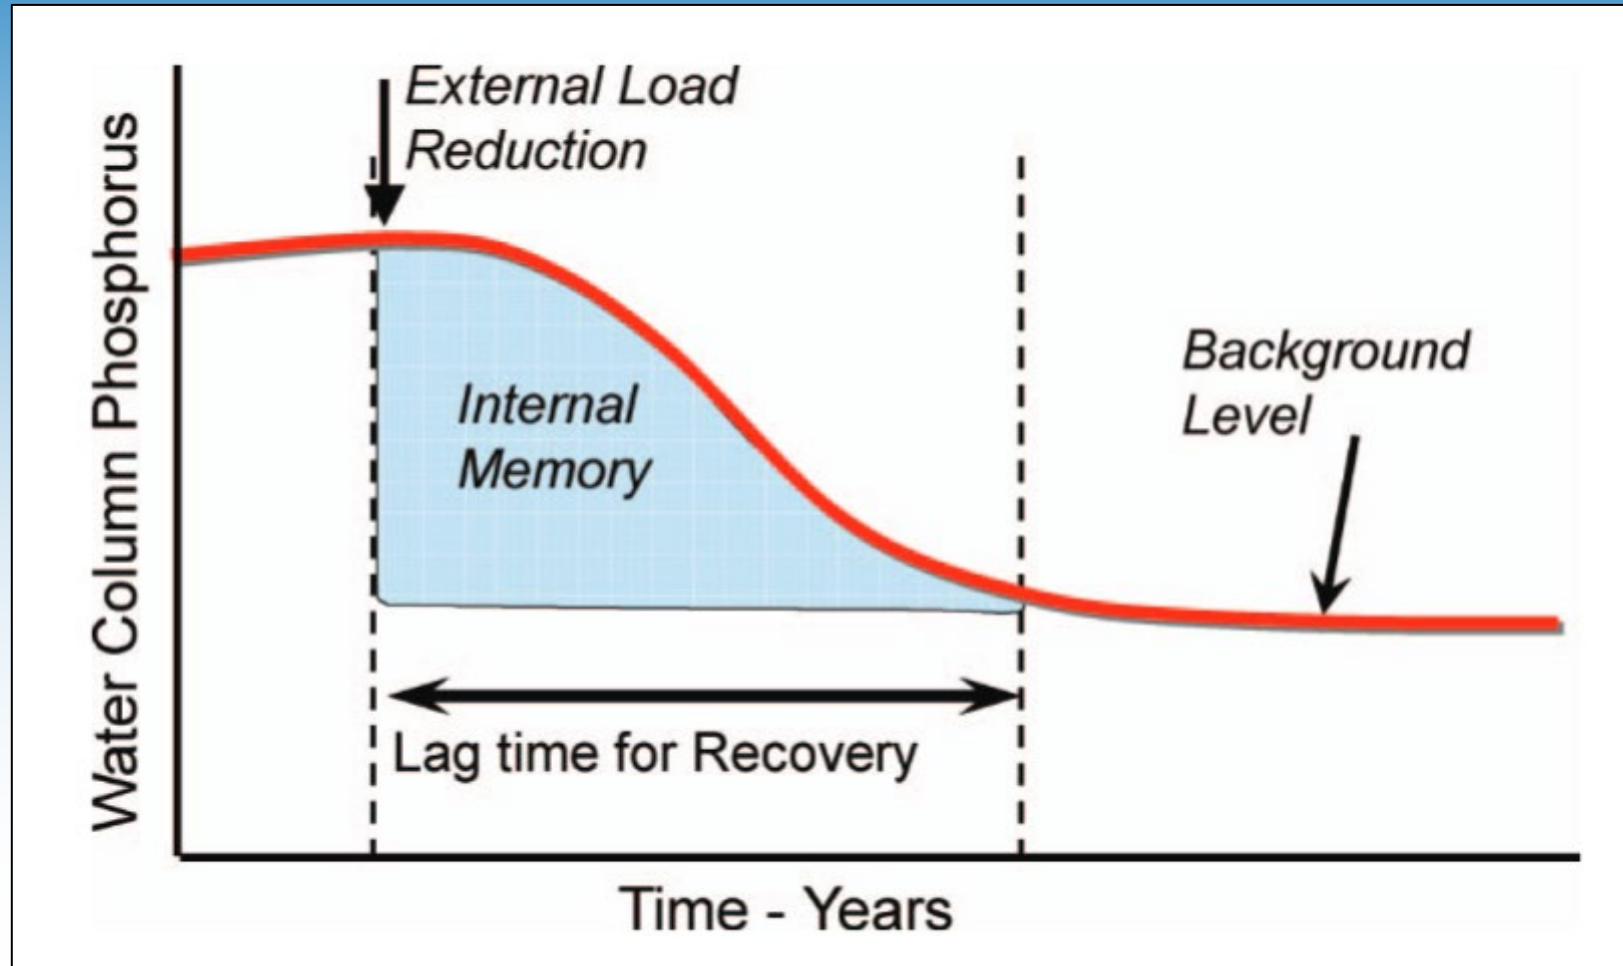 External Load
Reduction
Water Column Phosphorus
Internal
Memory
Background
Level
Lag time for Recovery
Time - Years